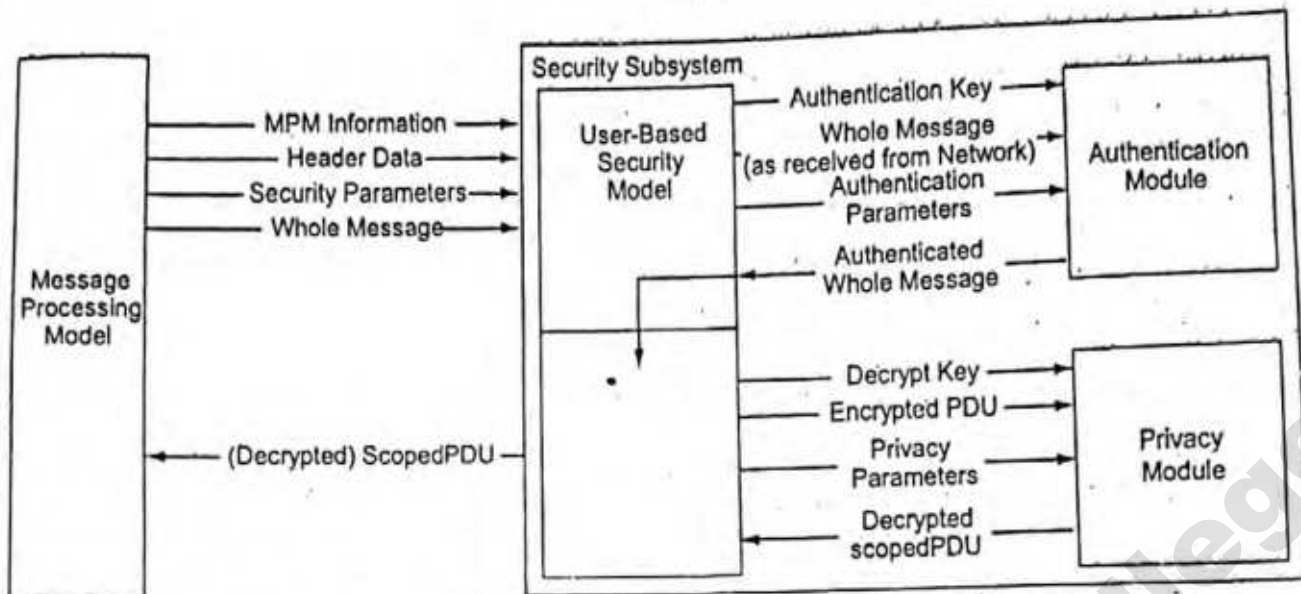 Security Subsystem
MPM Information
Header Data
Security Parameters
Whole Message
Message
Processing
Model
(Decrypted) ScopedPDU
User-Based
Security
Model
Authentication Key
Whole Message
(as received from Network)
Authentication
Parameters
Authenticated
Whole Message
Authentication
Module
Decrypt Key
Encrypted PDU
Privacy
Parameters
Decrypted
scopedPDU
Privacy
Module